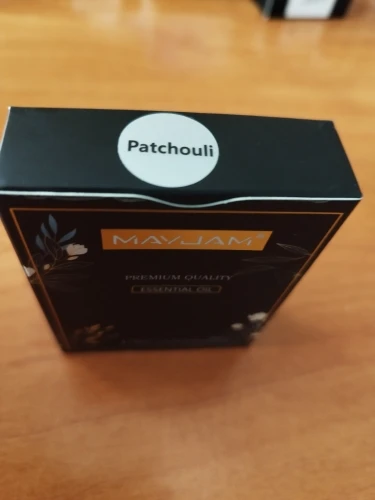 Patchouli
MAYJAM®
PREMIUM QUALITY
ESSENTIAL OIL